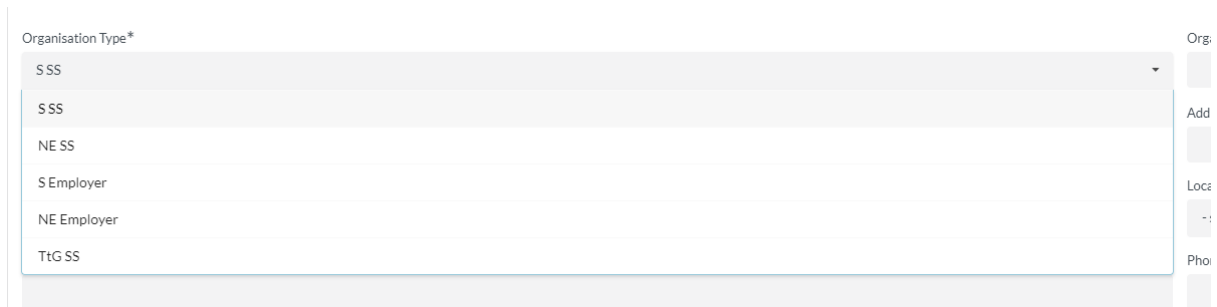 Organisation Type*
S SS
S SS
NE SS
S Employer
NE Employer
TtG SS